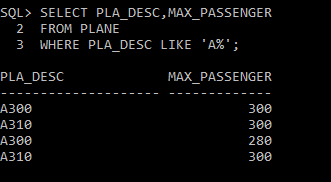 SQL> SELECT PLA_DESC,MAX_PASSENGER
2 FROM PLANE
3 WHERE PLA_DESC LIKE 'A%';
PLA_DESC MAX_PASSENGER
-------------------- -------------
A300 300
A310 300
A300 280
A310 300